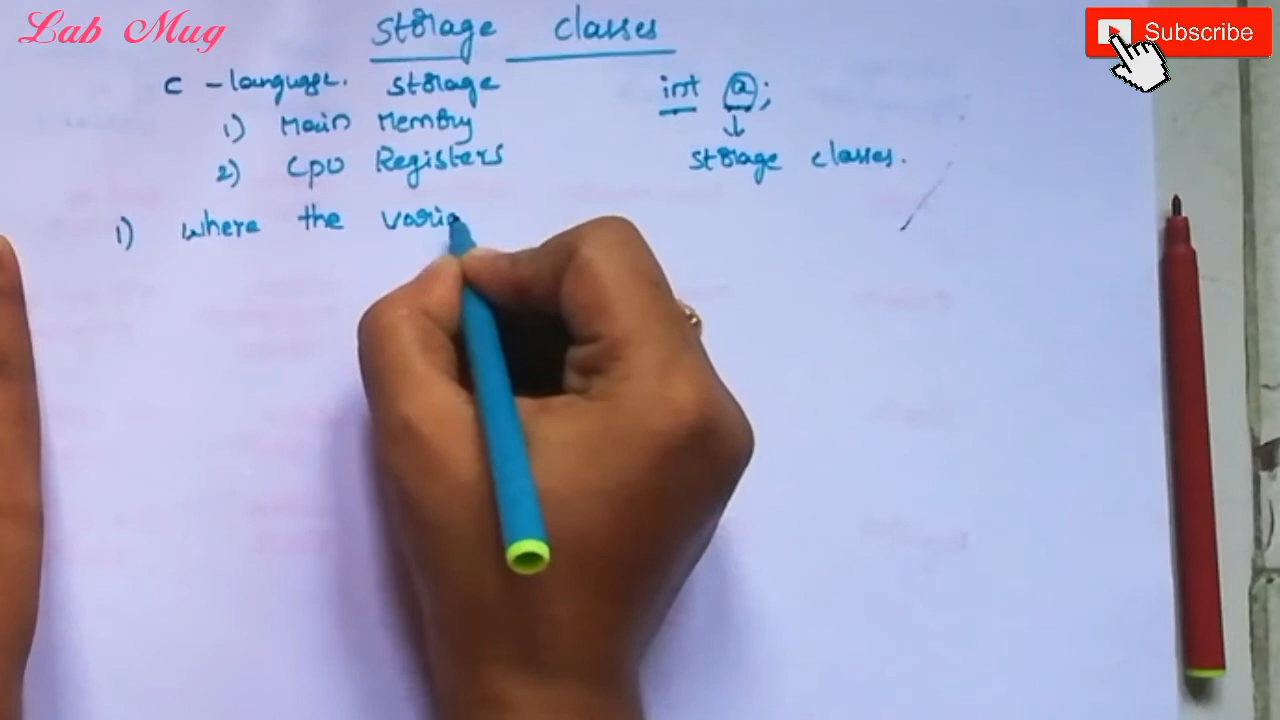 Lab Mug
Subscribe
storage classes
c - language. storage
1) Main Memory
2) CPU Registers
int a;
storage classes.
1) where the varia